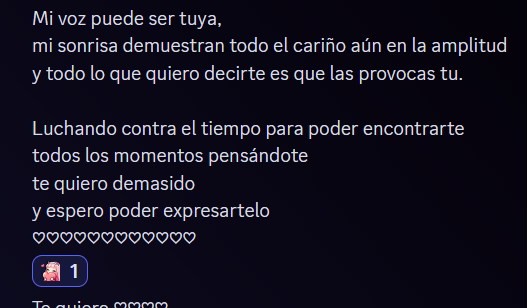 Mi voz puede ser tuya,
mi sonrisa demuestran todo el cariño aún en la amplitud
y todo lo que quiero decirte es que las provocas tu.

Luchando contra el tiempo para poder encontrarte
todos los momentos pensándote
te quiero demasido
y espero poder expresartelo
♡♡♡♡♡♡♡♡♡♡♡♡
1
Te quiero ♡♡♡♡